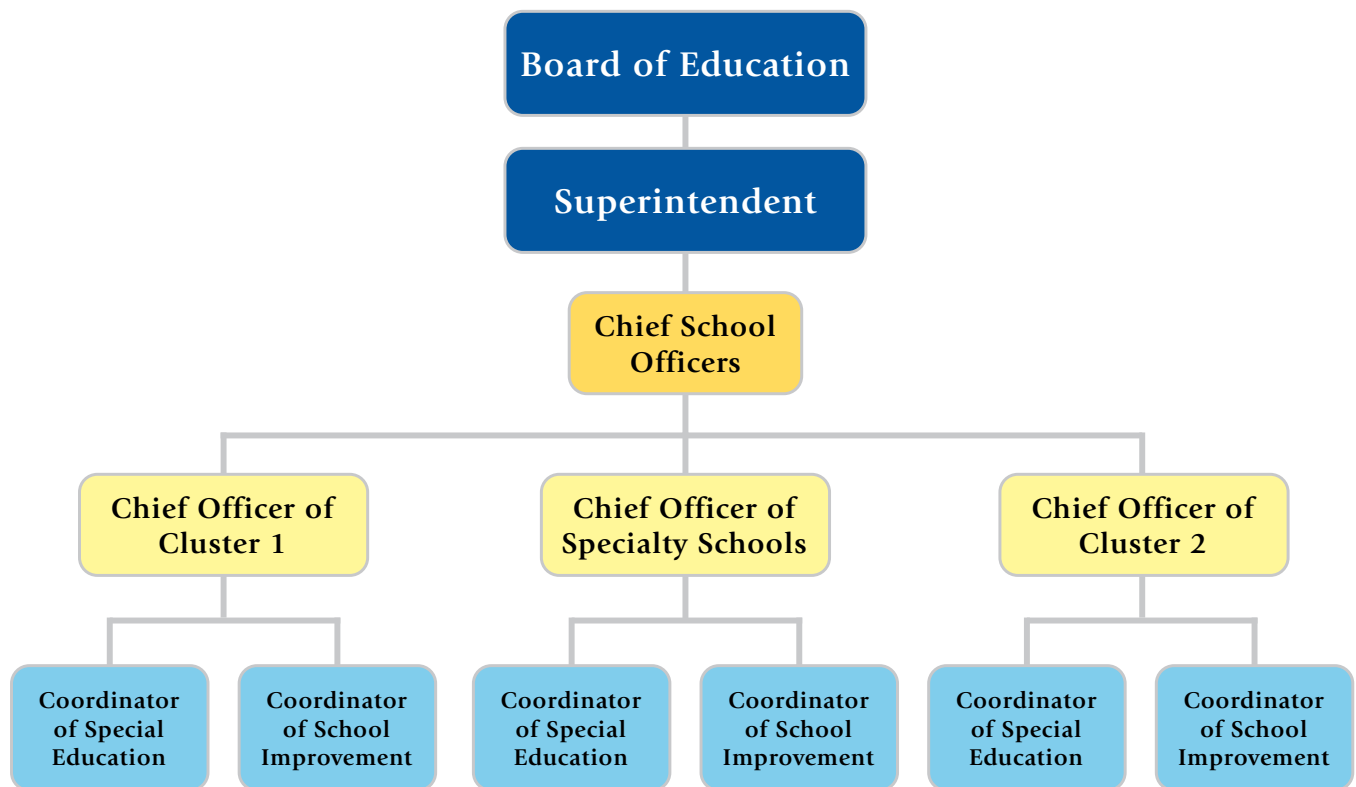 Board of Education
Superintendent
Chief School
Officers
Chief Officer of
Cluster 1
Chief Officer of
Specialty Schools
Chief Officer of
Cluster 2
Coordinator
of Special
Education
Coordinator
of School
Improvement
Coordinator
of Special
Education
Coordinator
of School
Improvement
Coordinator
of Special
Education
Coordinator
of School
Improvement